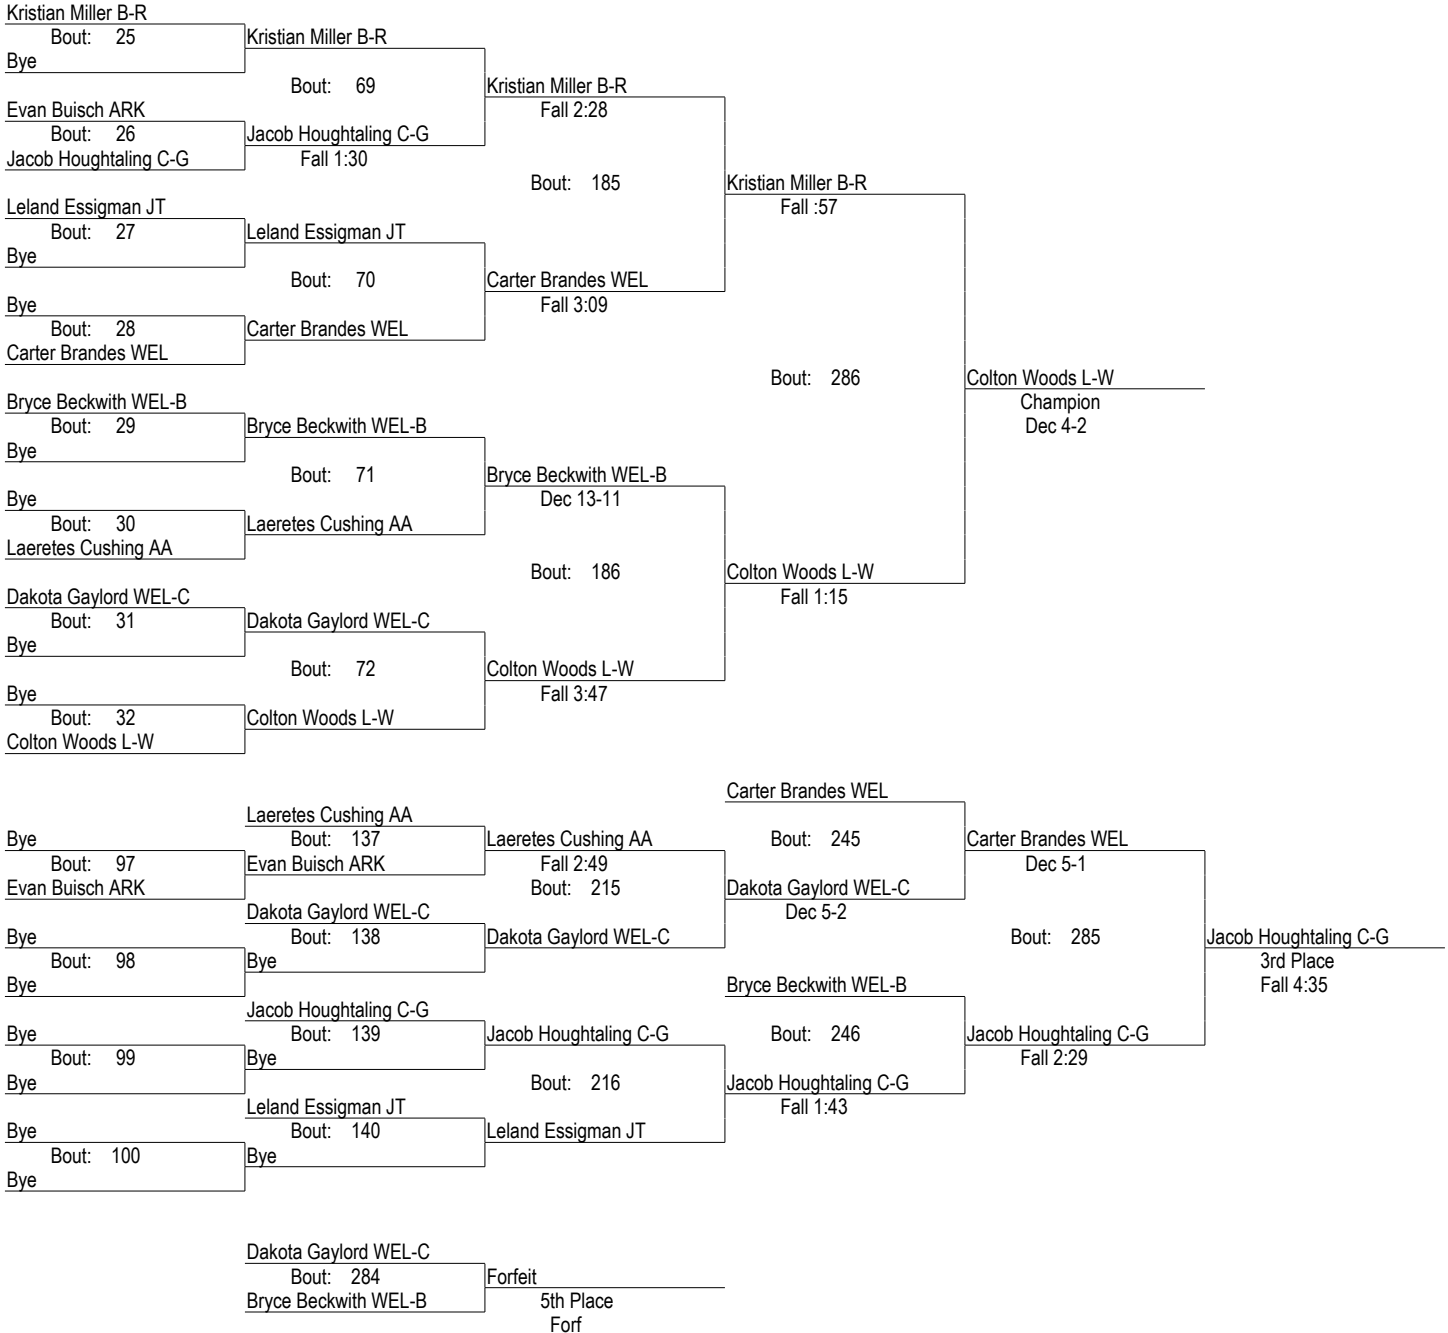 Kristian Miller B-R
Bout: 25
Bye
Kristian Miller B-R
Bout: 69
Evan Buisch ARK
Bout: 26
Jacob Houghtaling C-G
Jacob Houghtaling C-G
Fall 1:30
Kristian Miller B-R
Fall 2:28
Bout: 185
Leland Essigman JT
Bout: 27
Bye
Leland Essigman JT
Bout: 70
Bye
Bout: 28
Carter Brandes WEL
Carter Brandes WEL
Carter Brandes WEL
Fall 3:09
Kristian Miller B-R
Fall :57
Bout: 286
Colton Woods L-W
Champion
Dec 4-2
Bryce Beckwith WEL-B
Bout: 29
Bye
Bryce Beckwith WEL-B
Bout: 71
Bye
Bout: 30
Laeretes Cushing AA
Laeretes Cushing AA
Bryce Beckwith WEL-B
Dec 13-11
Bout: 186
Colton Woods L-W
Fall 1:15
Dakota Gaylord WEL-C
Bout: 31
Bye
Dakota Gaylord WEL-C
Bout: 72
Bye
Bout: 32
Colton Woods L-W
Colton Woods L-W
Colton Woods L-W
Fall 3:47
Bye
Bout: 97
Evan Buisch ARK
Laeretes Cushing AA
Bout: 137
Evan Buisch ARK
Laeretes Cushing AA
Fall 2:49
Bout: 215
Bye
Bout: 98
Bye
Dakota Gaylord WEL-C
Bout: 138
Bye
Dakota Gaylord WEL-C
Carter Brandes WEL
Bout: 245
Dakota Gaylord WEL-C
Dec 5-2
Carter Brandes WEL
Dec 5-1
Bout: 285
Jacob Houghtaling C-G
3rd Place
Fall 4:35
Bye
Bout: 99
Bye
Jacob Houghtaling C-G
Bout: 139
Bye
Jacob Houghtaling C-G
Bout: 216
Bye
Bout: 100
Bye
Leland Essigman JT
Bout: 140
Bye
Leland Essigman JT
Bryce Beckwith WEL-B
Bout: 246
Jacob Houghtaling C-G
Fall 1:43
Jacob Houghtaling C-G
Fall 2:29
Dakota Gaylord WEL-C
Bout: 284
Bryce Beckwith WEL-B
Forfeit
5th Place
Forf